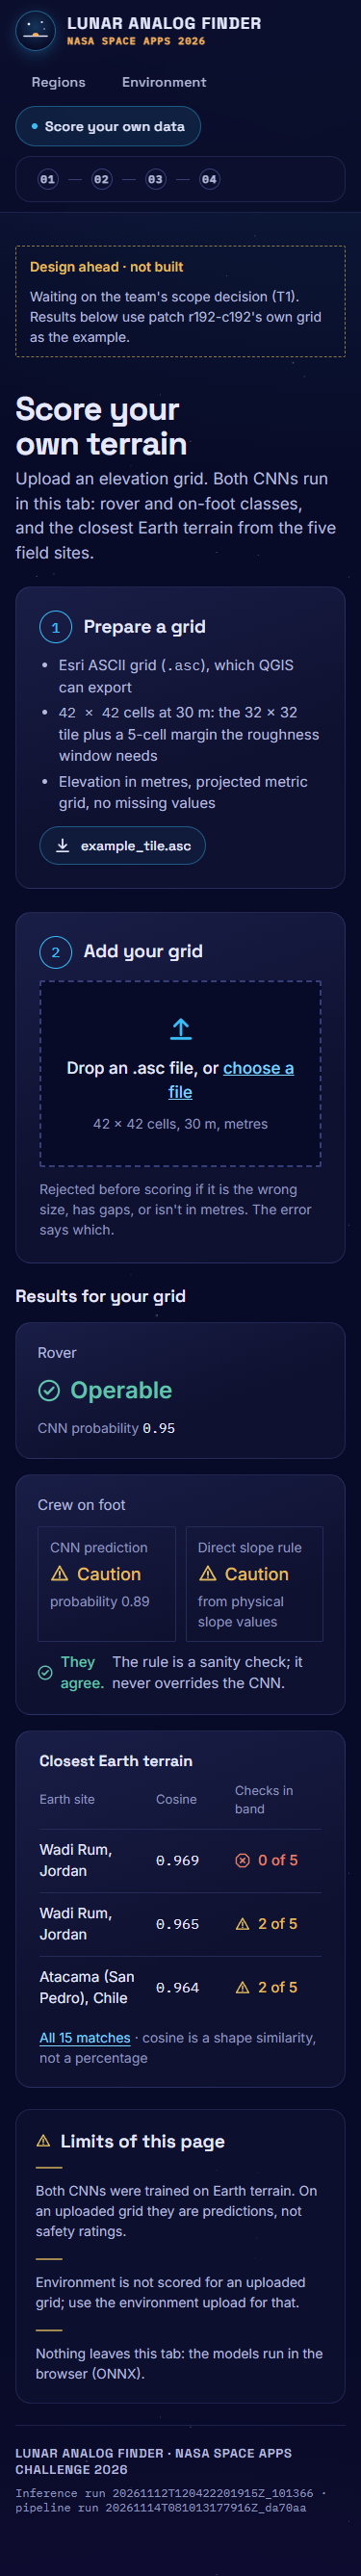 LUNAR ANALOG FINDER
NASA SPACE APPS 2026
Regions Environment
Score your own data
01 — 02 — 03 — 04
Design ahead · not built
Waiting on the team's scope decision (T1).
Results below use patch r192-c192's own grid
as the example.
Score your
own terrain
Upload an elevation grid. Both CNNs run
in this tab: rover and on-foot classes,
and the closest Earth terrain from the five
field sites.
1 Prepare a grid
• Esri ASCII grid (.asc), which QGIS
can export
• 42 × 42 cells at 30 m: the 32 × 32
tile plus a 5-cell margin the roughness
window needs
• Elevation in metres, projected metric
grid, no missing values
example_tile.asc
2 Add your grid
Drop an .asc file, or choose a
file
42 × 42 cells, 30 m, metres
Rejected before scoring if it is the wrong
size, has gaps, or isn't in metres. The error
says which.
Results for your grid
Rover
Operable
CNN probability 0.95
Crew on foot
CNN prediction
Caution
probability 0.89
Direct slope rule
Caution
from physical
slope values
They
agree.
The rule is a sanity check; it
never overrides the CNN.
Closest Earth terrain
Earth site Cosine Checks in
band
Wadi Rum,
Jordan
0.969 0 of 5
Wadi Rum,
Jordan
0.965 2 of 5
Atacama (San
Pedro), Chile
0.964 2 of 5
All 15 matches · cosine is a shape similarity,
not a percentage
Limits of this page
Both CNNs were trained on Earth terrain. On
an uploaded grid they are predictions, not
safety ratings.
Environment is not scored for an uploaded
grid; use the environment upload for that.
Nothing leaves this tab: the models run in the
browser (ONNX).
LUNAR ANALOG FINDER · NASA SPACE APPS
CHALLENGE 2026
Inference run 20261112T120422201915Z_101366 ·
pipeline run 20261114T081013177916Z_da70aa